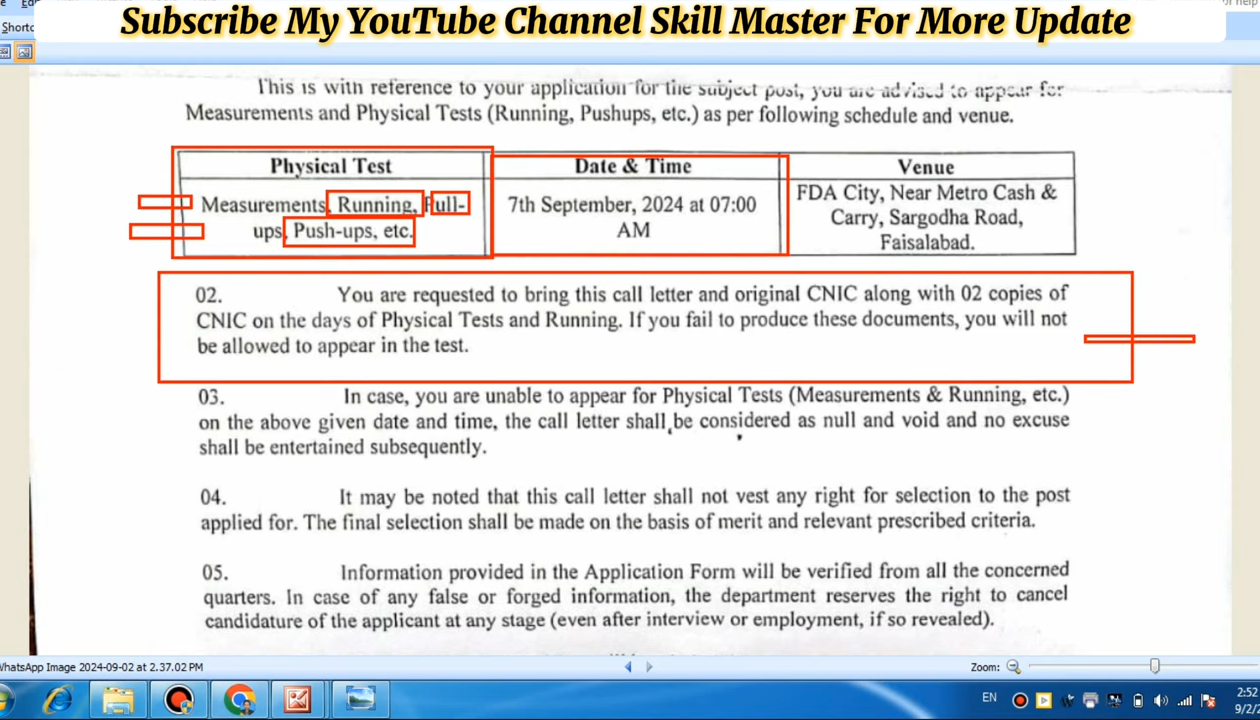 Subscribe My YouTube Channel Skill Master For More Update
This is with reference to your application for the subject post, you are advised to appear for
Measurements and Physical Tests (Running, Pushups, etc.) as per following schedule and venue.
Physical Test
Measurements, Running, Full-
ups, Push-ups, etc.
Date & Time
7th September, 2024 at 07:00
AM
Venue
FDA City, Near Metro Cash &
Carry, Sargodha Road,
Faisalabad.
02. You are requested to bring this call letter and original CNIC along with 02 copies of
CNIC on the days of Physical Tests and Running. If you fail to produce these documents, you will not
be allowed to appear in the test.
03. In case, you are unable to appear for Physical Tests (Measurements & Running, etc.)
on the above given date and time, the call letter shall be considered as null and void and no excuse
shall be entertained subsequently.
04. It may be noted that this call letter shall not vest any right for selection to the post
applied for. The final selection shall be made on the basis of merit and relevant prescribed criteria.
05. Information provided in the Application Form will be verified from all the concerned
quarters. In case of any false or forged information, the department reserves the right to cancel
candidature of the applicant at any stage (even after interview or employment, if so revealed).
WhatsApp Image 2024-09-02 at 2.37.02 PM
Zoom:
EN
2:52
9/2/2